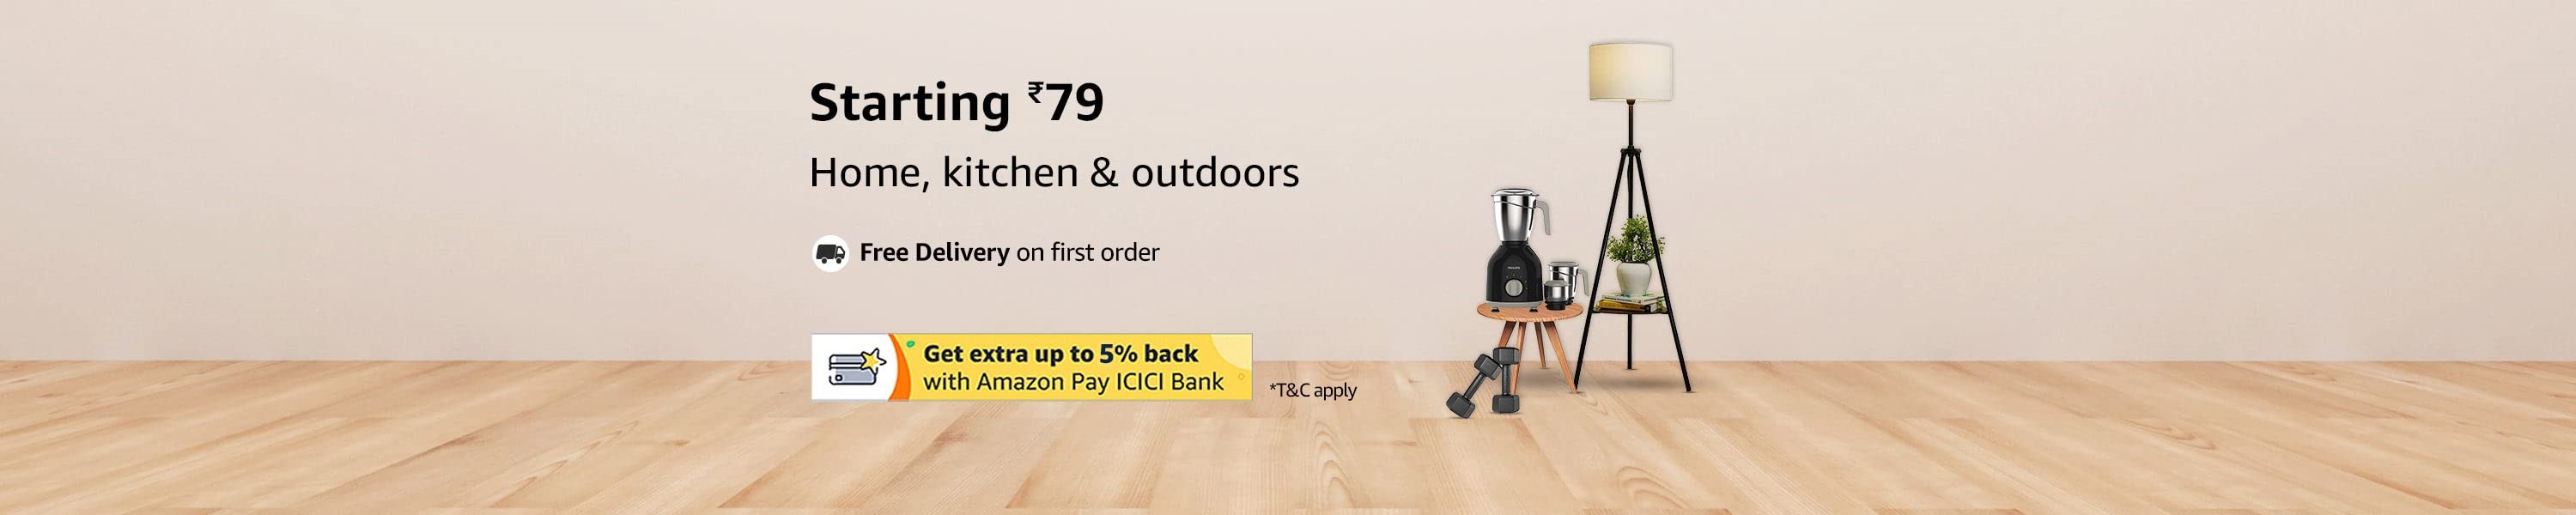 Starting ₹79
Home, kitchen & outdoors
Free Delivery on first order
Get extra up to 5% back
with Amazon Pay ICICI Bank
*T&C apply
PHILIPS